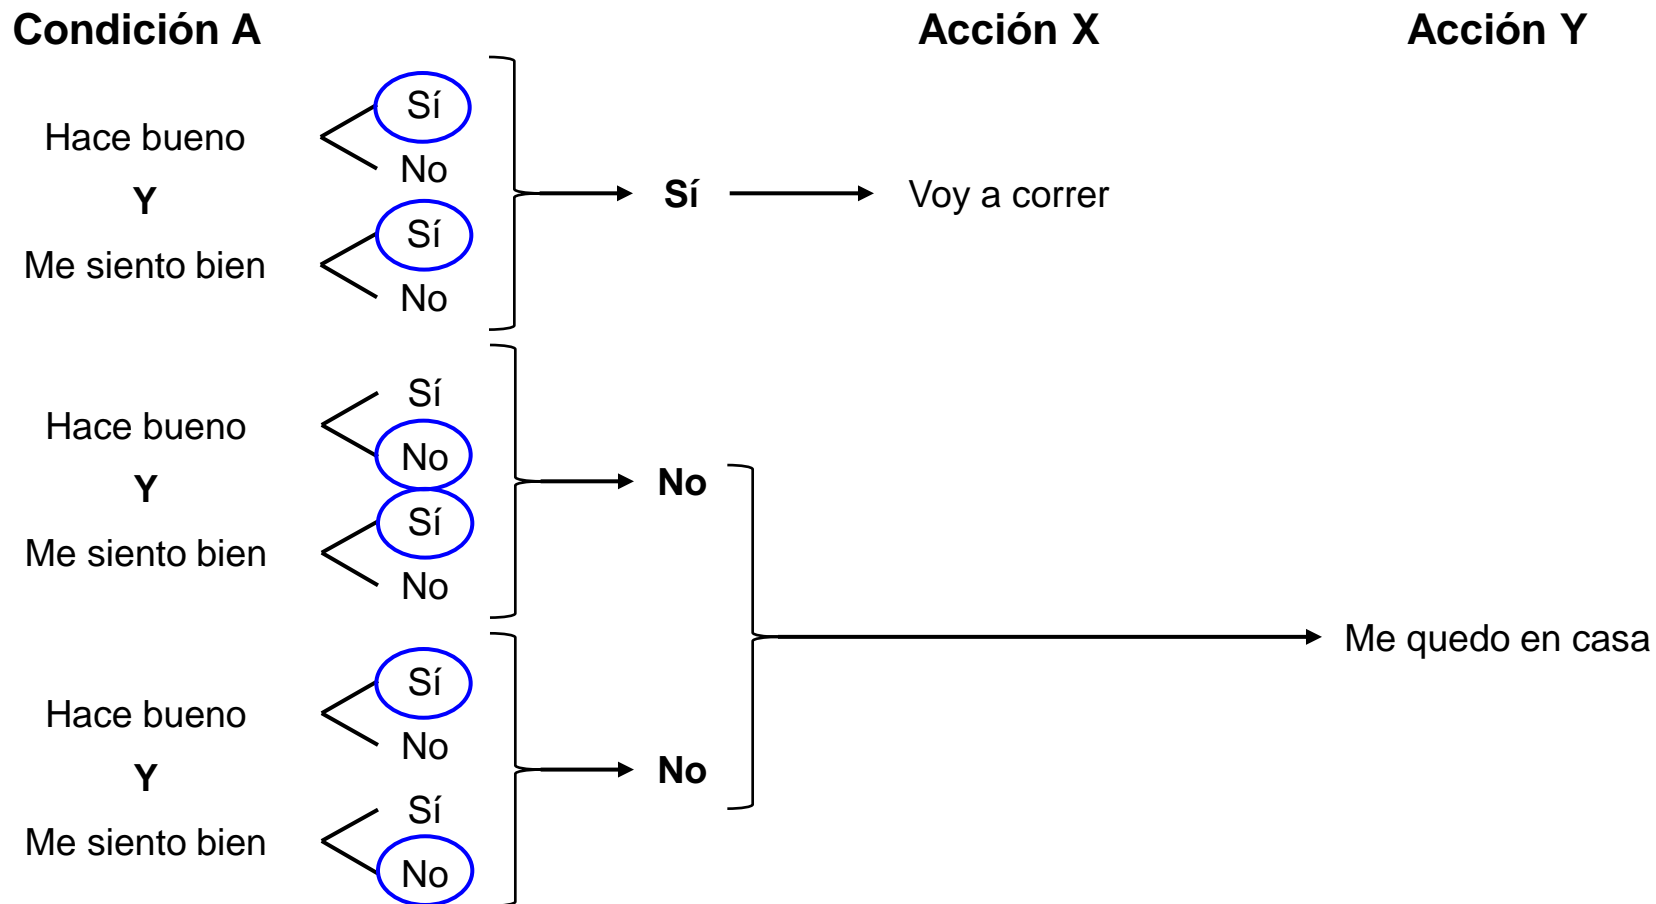 Condición A Acción X Acción Y
Sí
Hace bueno
No
Y Sí Voy a correr
Sí
Me siento bien
No
Sí
Hace bueno
No
Y No
Sí
Me siento bien
No
Me quedo en casa
Sí
Hace bueno
No
Y No
Sí
Me siento bien
No